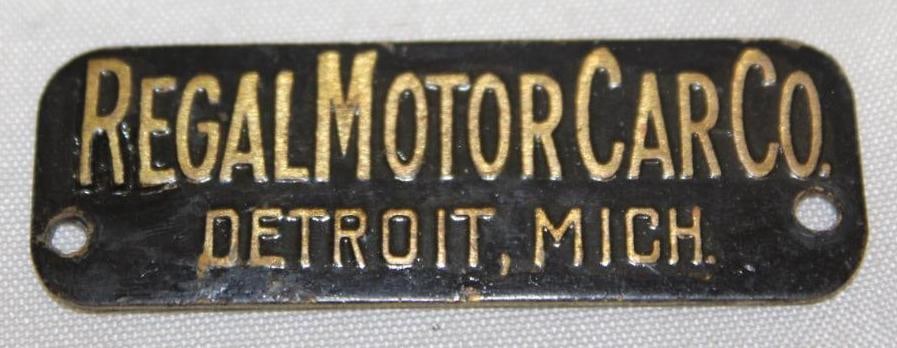 REGAL MOTOR CAR CO.
DETROIT, MICH.